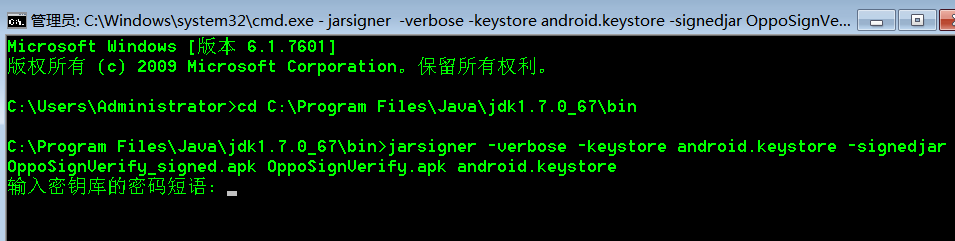 管理员: C:\Windows\system32\cmd.exe - jarsigner  -verbose -keystore android.keystore -signedjar OppoSignVe...
Microsoft Windows [版本 6.1.7601]
版权所有 (c) 2009 Microsoft Corporation。保留所有权利。
C:\Users\Administrator>cd C:\Program Files\Java\jdk1.7.0_67\bin
C:\Program Files\Java\jdk1.7.0_67\bin>jarsigner -verbose -keystore android.keystore -signedjar
OppoSignVerify_signed.apk OppoSignVerify.apk android.keystore
输入密钥库的密码短语: